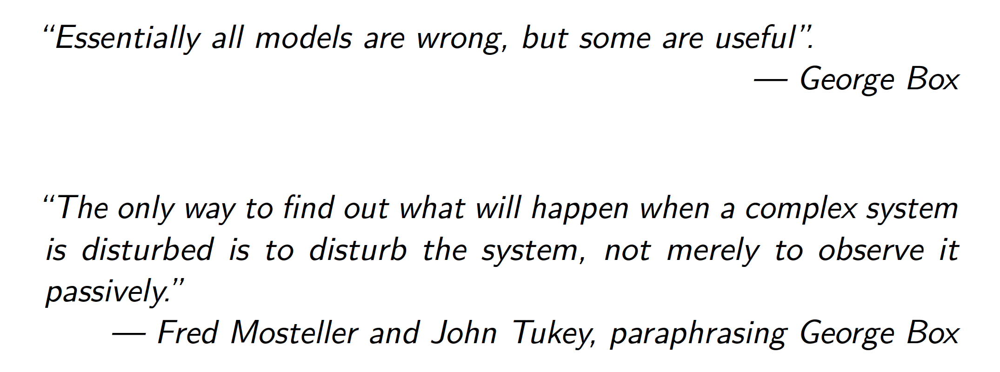 “Essentially all models are wrong, but some are useful”.
— George Box
“The only way to find out what will happen when a complex system
is disturbed is to disturb the system, not merely to observe it
passively.”
— Fred Mosteller and John Tukey, paraphrasing George Box